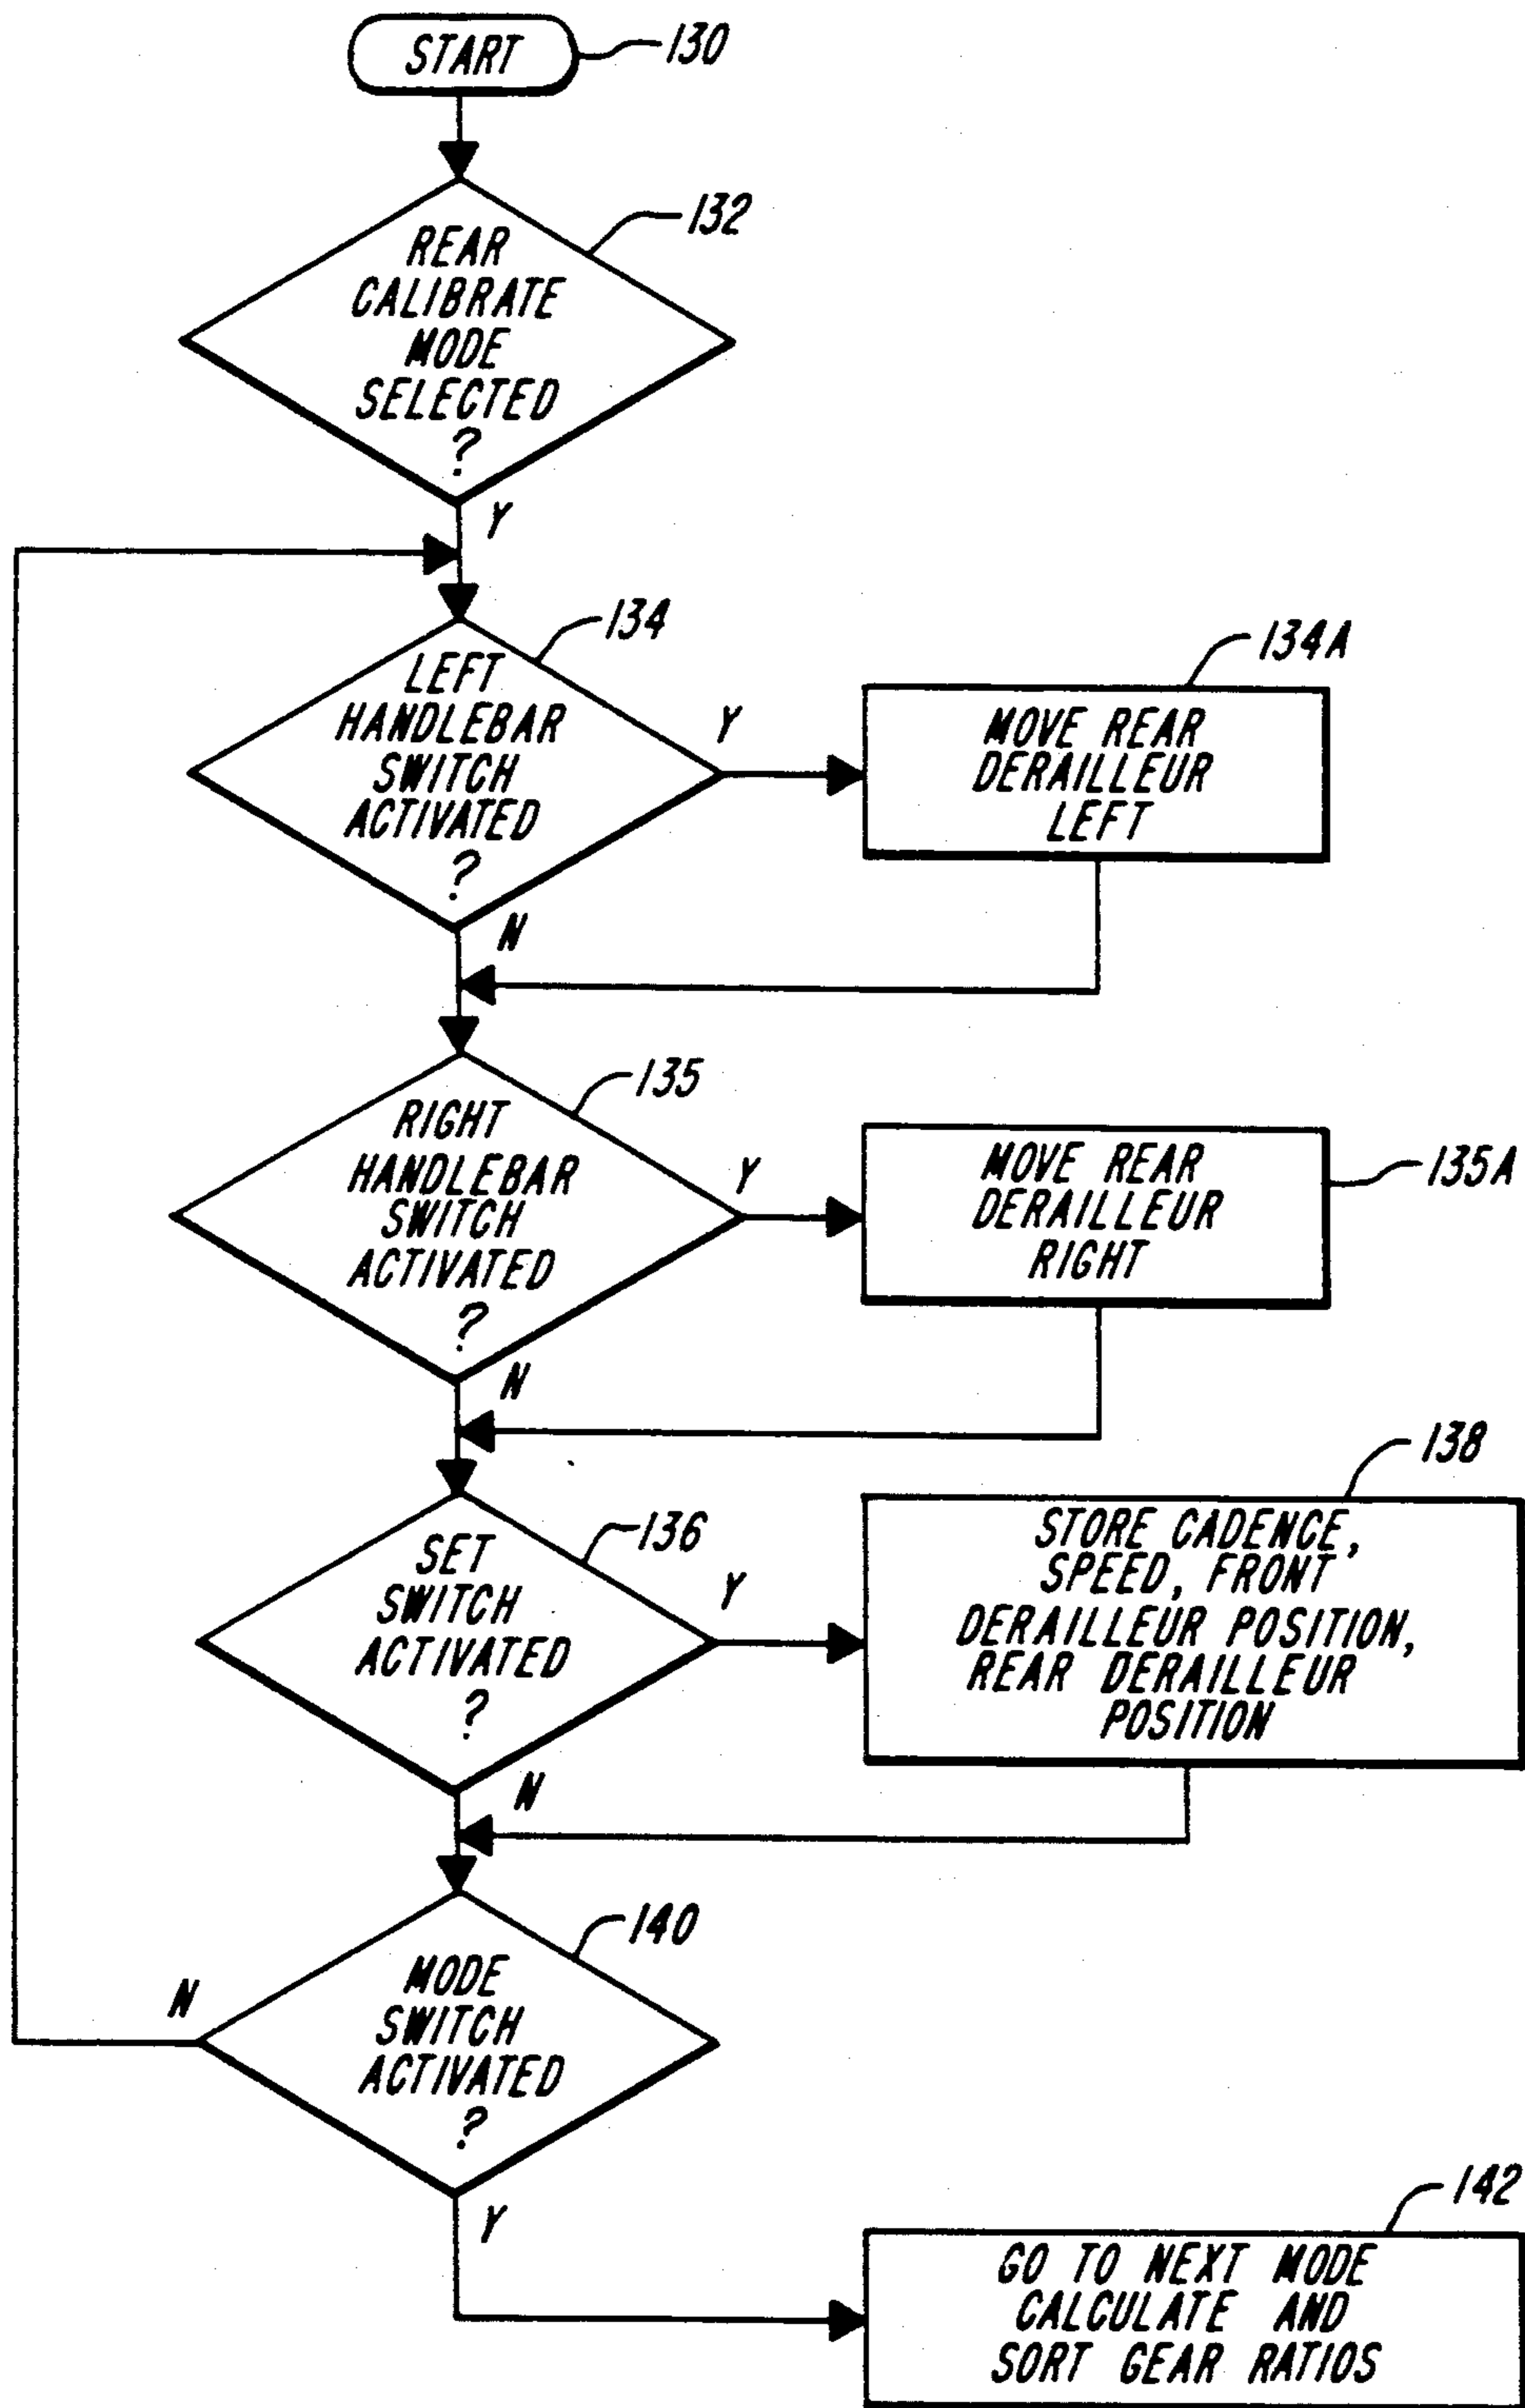 START
130
132
REAR
CALIBRATE
MODE
SELECTED
?
Y
134
LEFT
HANDLEBAR
SWITCH
ACTIVATED
?
Y
134A
MOVE REAR
DERAILLEUR
LEFT
N
135
RIGHT
HANDLEBAR
SWITCH
ACTIVATED
?
Y
135A
MOVE REAR
DERAILLEUR
RIGHT
N
136
SET
SWITCH
ACTIVATED
?
Y
138
STORE CADENCE,
SPEED, FRONT
DERAILLEUR POSITION,
REAR DERAILLEUR
POSITION
N
140
MODE
SWITCH
ACTIVATED
?
N
Y
142
GO TO NEXT MODE
CALCULATE AND
SORT GEAR RATIOS